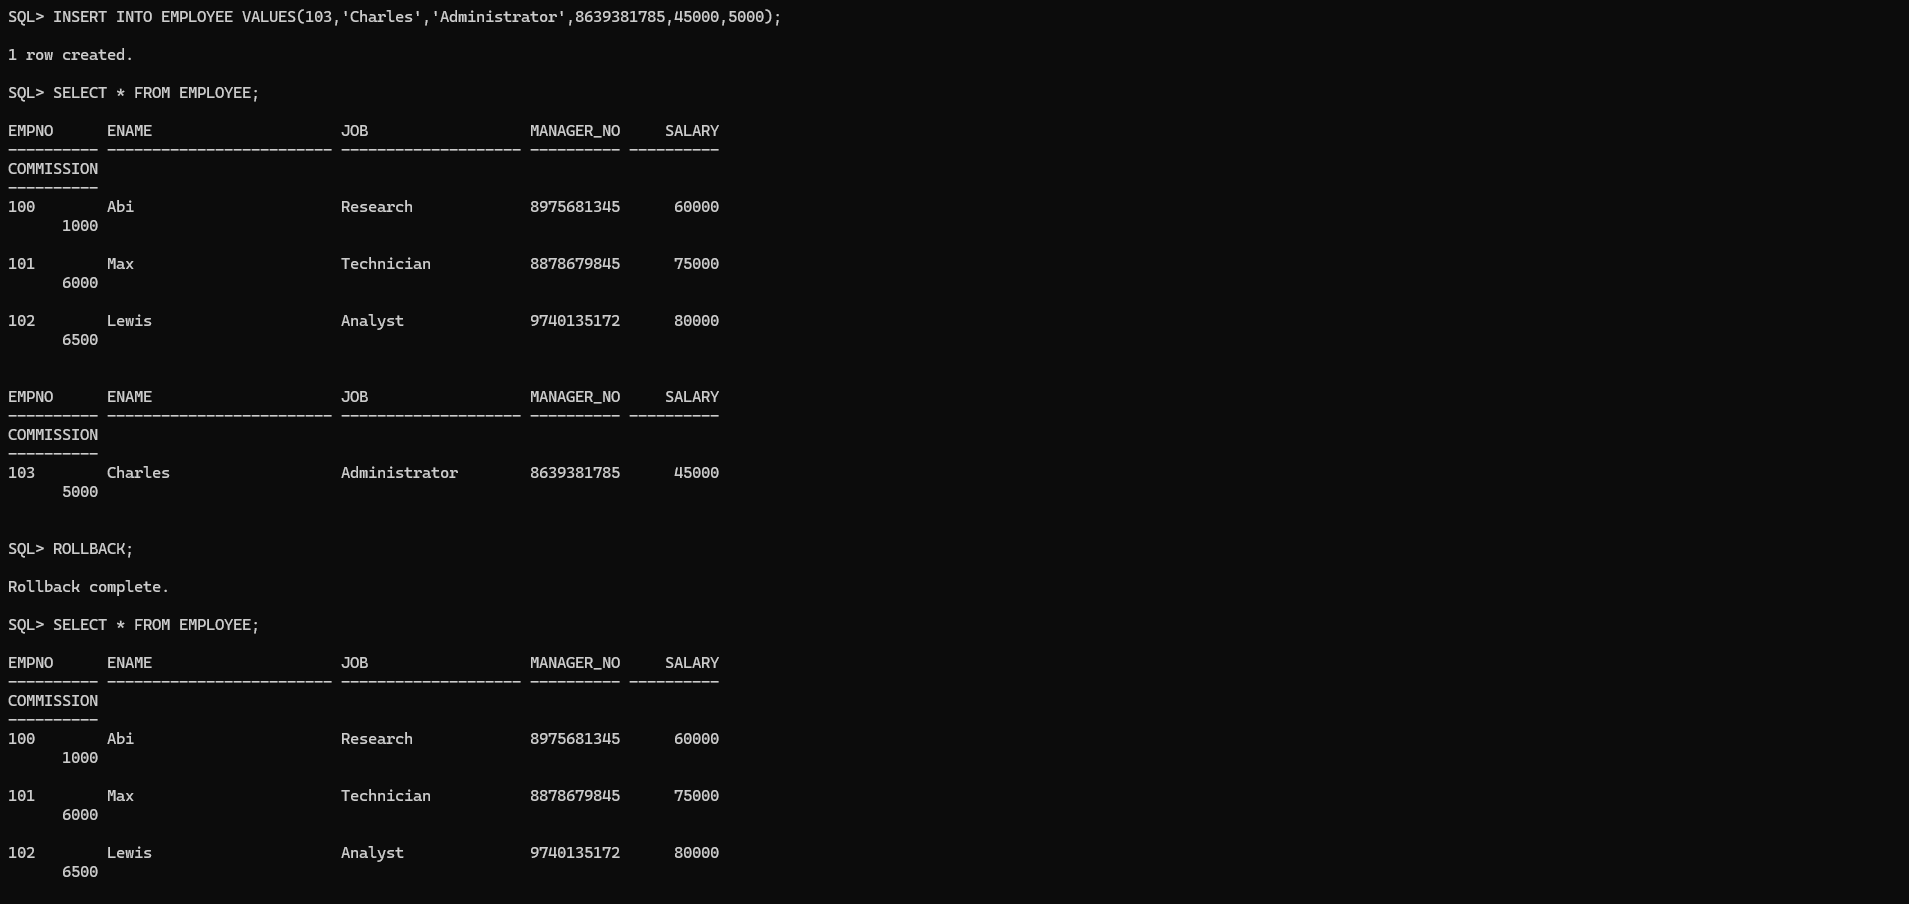 SQL> INSERT INTO EMPLOYEE VALUES(103,'Charles','Administrator',8639381785,45000,5000);
1 row created.
SQL> SELECT * FROM EMPLOYEE;
EMPNO      ENAME                     JOB                  MANAGER_NO     SALARY
---------- ------------------------- -------------------- ---------- ----------
COMMISSION
----------
100        Abi                       Research             8975681345      60000
      1000
101        Max                       Technician           8878679845      75000
      6000
102        Lewis                     Analyst              9740135172      80000
      6500
EMPNO      ENAME                     JOB                  MANAGER_NO     SALARY
---------- ------------------------- -------------------- ---------- ----------
COMMISSION
----------
103        Charles                   Administrator        8639381785      45000
      5000
SQL> ROLLBACK;
Rollback complete.
SQL> SELECT * FROM EMPLOYEE;
EMPNO      ENAME                     JOB                  MANAGER_NO     SALARY
---------- ------------------------- -------------------- ---------- ----------
COMMISSION
----------
100        Abi                       Research             8975681345      60000
      1000
101        Max                       Technician           8878679845      75000
      6000
102        Lewis                     Analyst              9740135172      80000
      6500